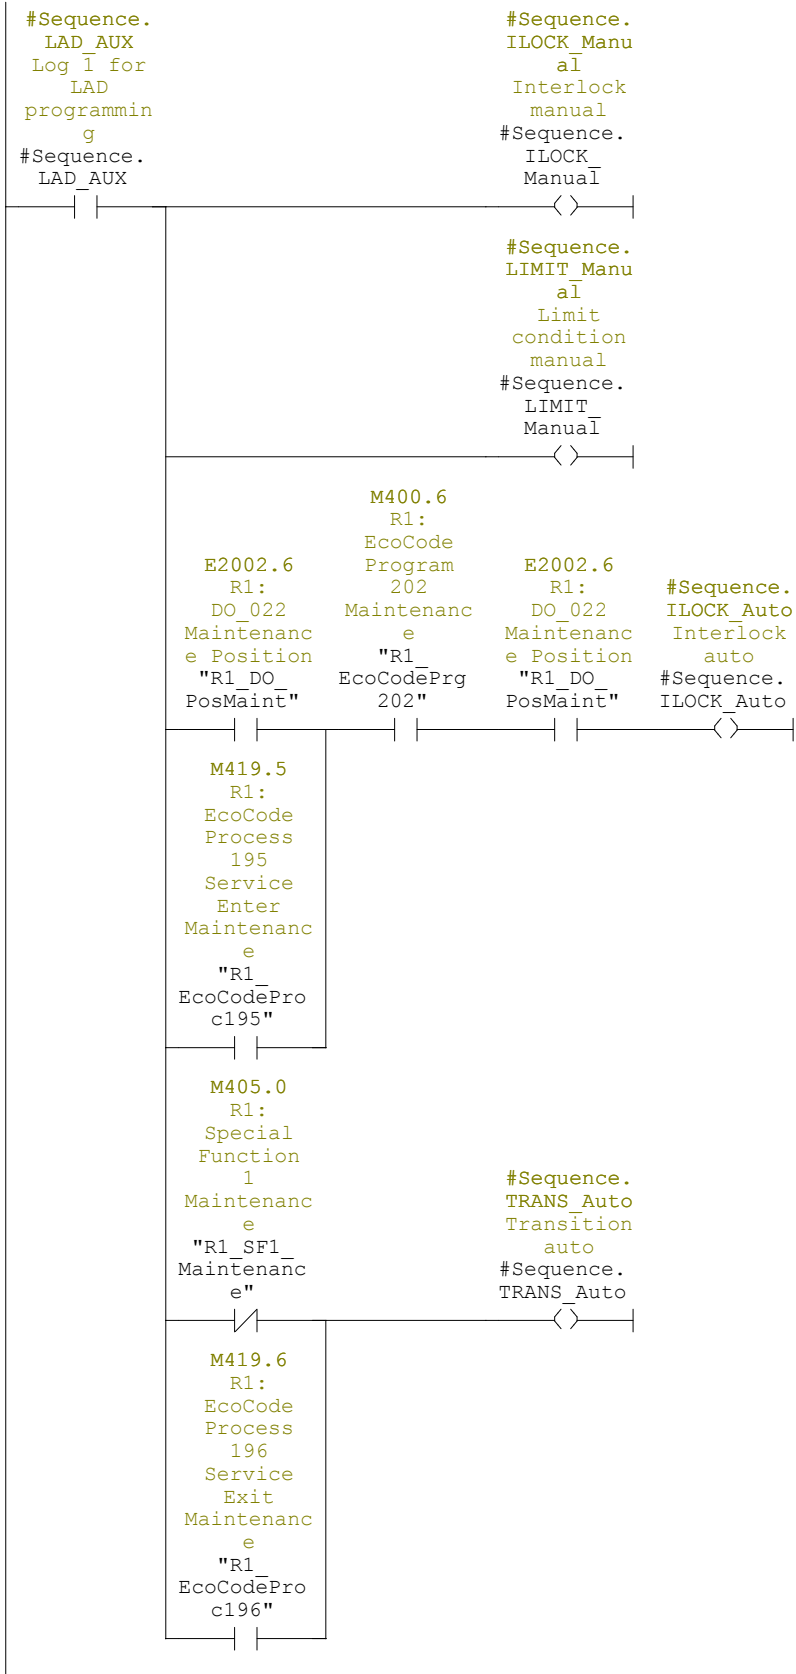 #Sequence.
LAD_AUX
Log 1 for
LAD
programmin
g
#Sequence.
LAD_AUX
#Sequence.
ILOCK_Manu
al
Interlock
manual
#Sequence.
ILOCK_
Manual
#Sequence.
LIMIT_Manu
al
Limit
condition
manual
#Sequence.
LIMIT_
Manual
E2002.6
R1:
DO_022
Maintenanc
e Position
"R1_DO_
PosMaint"
M400.6
R1:
EcoCode
Program
202
Maintenanc
e
"R1_
EcoCodePrg
202"
E2002.6
R1:
DO_022
Maintenanc
e Position
"R1_DO_
PosMaint"
#Sequence.
ILOCK_Auto
Interlock
auto
#Sequence.
ILOCK_Auto
M419.5
R1:
EcoCode
Process
195
Service
Enter
Maintenanc
e
"R1_
EcoCodePro
c195"
M405.0
R1:
Special
Function
1
Maintenanc
e
"R1_SF1_
Maintenanc
e"
#Sequence.
TRANS_Auto
Transition
auto
#Sequence.
TRANS_Auto
M419.6
R1:
EcoCode
Process
196
Service
Exit
Maintenanc
e
"R1_
EcoCodePro
c196"